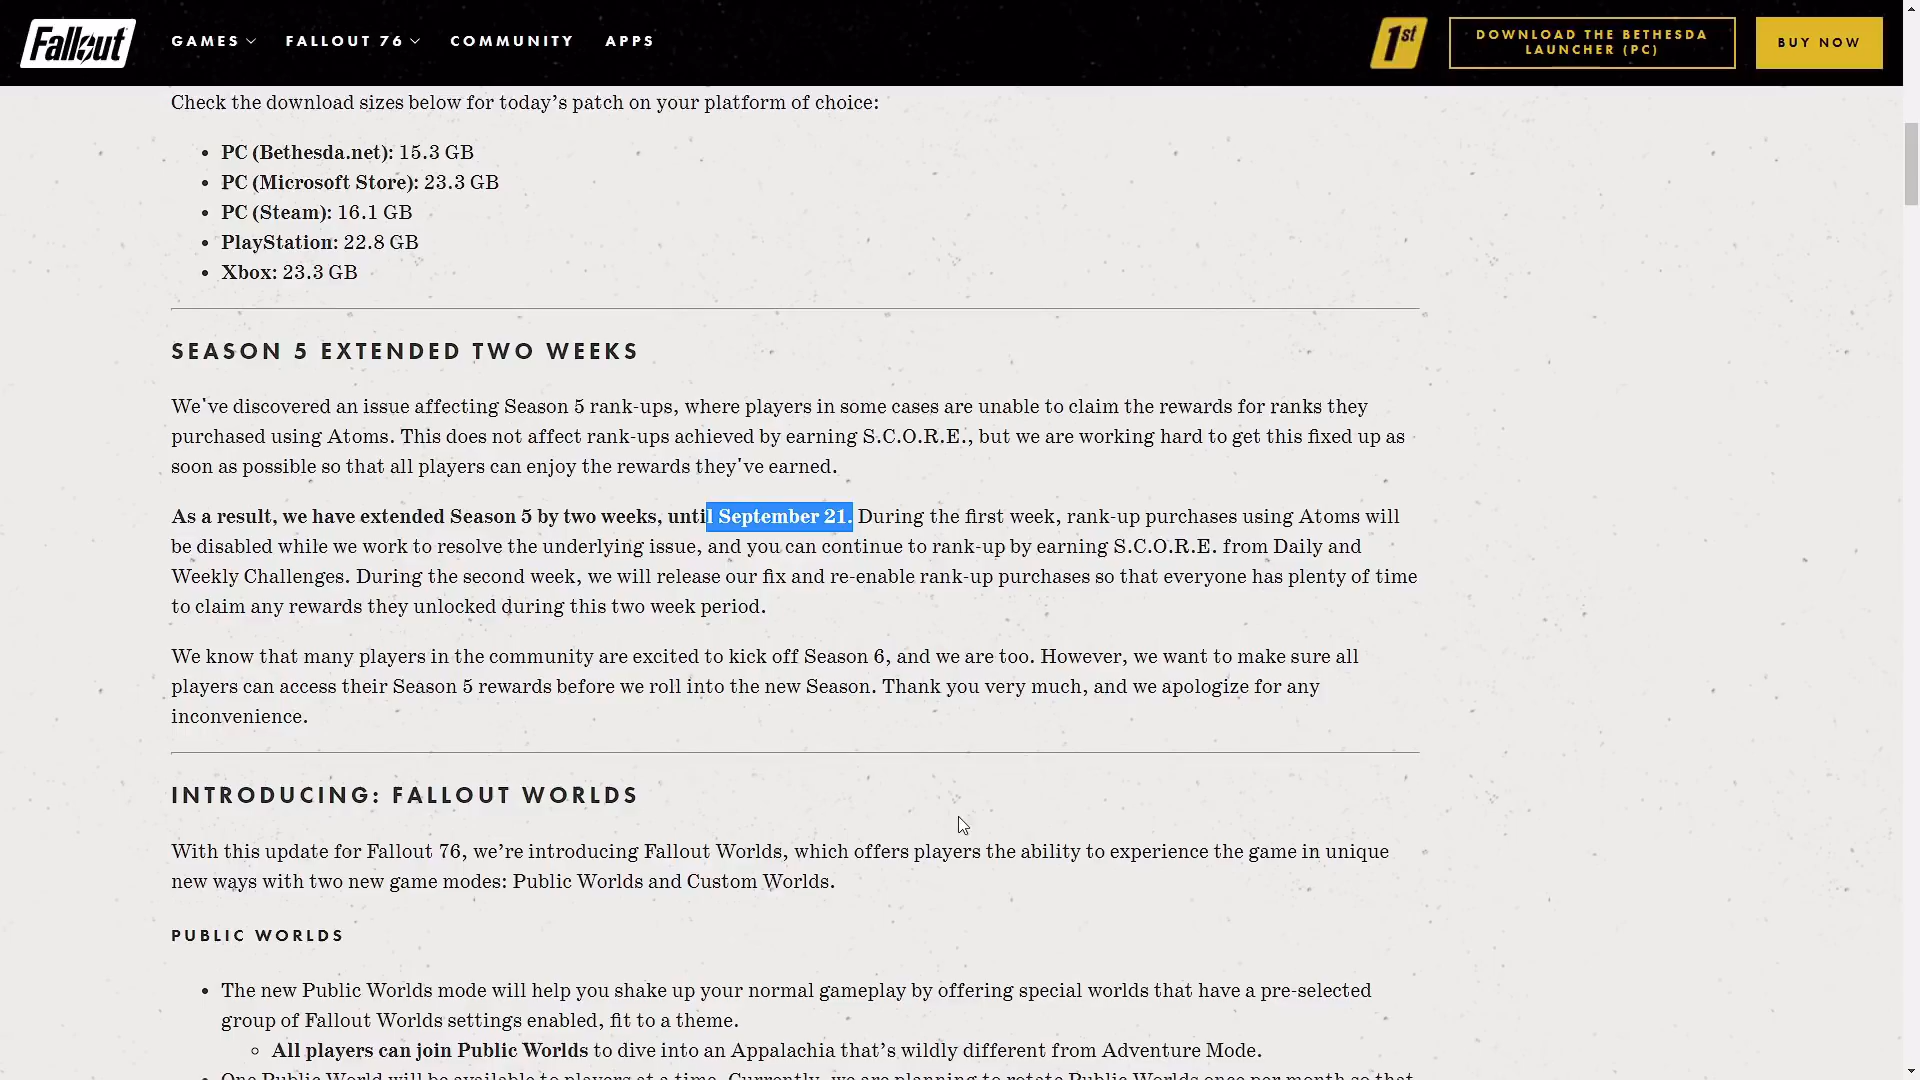 Fallout GAMES FALLOUT 76 COMMUNITY APPS 1st DOWNLOAD THE BETHESDA LAUNCHER (PC) BUY NOW
Check the download sizes below for today’s patch on your platform of choice:
• PC (Bethesda.net): 15.3 GB
• PC (Microsoft Store): 23.3 GB
• PC (Steam): 16.1 GB
• PlayStation: 22.8 GB
• Xbox: 23.3 GB
SEASON 5 EXTENDED TWO WEEKS
We've discovered an issue affecting Season 5 rank-ups, where players in some cases are unable to claim the rewards for ranks they
purchased using Atoms. This does not affect rank-ups achieved by earning S.C.O.R.E., but we are working hard to get this fixed up as
soon as possible so that all players can enjoy the rewards they've earned.
As a result, we have extended Season 5 by two weeks, until September 21. During the first week, rank-up purchases using Atoms will
be disabled while we work to resolve the underlying issue, and you can continue to rank-up by earning S.C.O.R.E. from Daily and
Weekly Challenges. During the second week, we will release our fix and re-enable rank-up purchases so that everyone has plenty of time
to claim any rewards they unlocked during this two week period.
We know that many players in the community are excited to kick off Season 6, and we are too. However, we want to make sure all
players can access their Season 5 rewards before we roll into the new Season. Thank you very much, and we apologize for any
inconvenience.
INTRODUCING: FALLOUT WORLDS
With this update for Fallout 76, we’re introducing Fallout Worlds, which offers players the ability to experience the game in unique
new ways with two new game modes: Public Worlds and Custom Worlds.
PUBLIC WORLDS
• The new Public Worlds mode will help you shake up your normal gameplay by offering special worlds that have a pre-selected
group of Fallout Worlds settings enabled, fit to a theme.
◦ All players can join Public Worlds to dive into an Appalachia that’s wildly different from Adventure Mode.
• One Public World will be available to players at a time. Currently, we are planning to rotate Public Worlds once per month so that